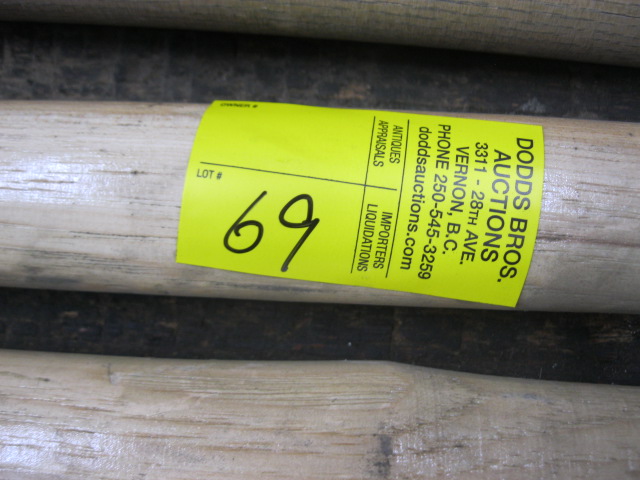 OWNER #
LOT #
69
ANTIQUES
APPRAISALS
IMPORTERS
LIQUIDATIONS
DODDS BROS.
AUCTIONS
3311 - 28TH AVE.
VERNON, B.C.
PHONE 250-545-3259
doddsauctions.com